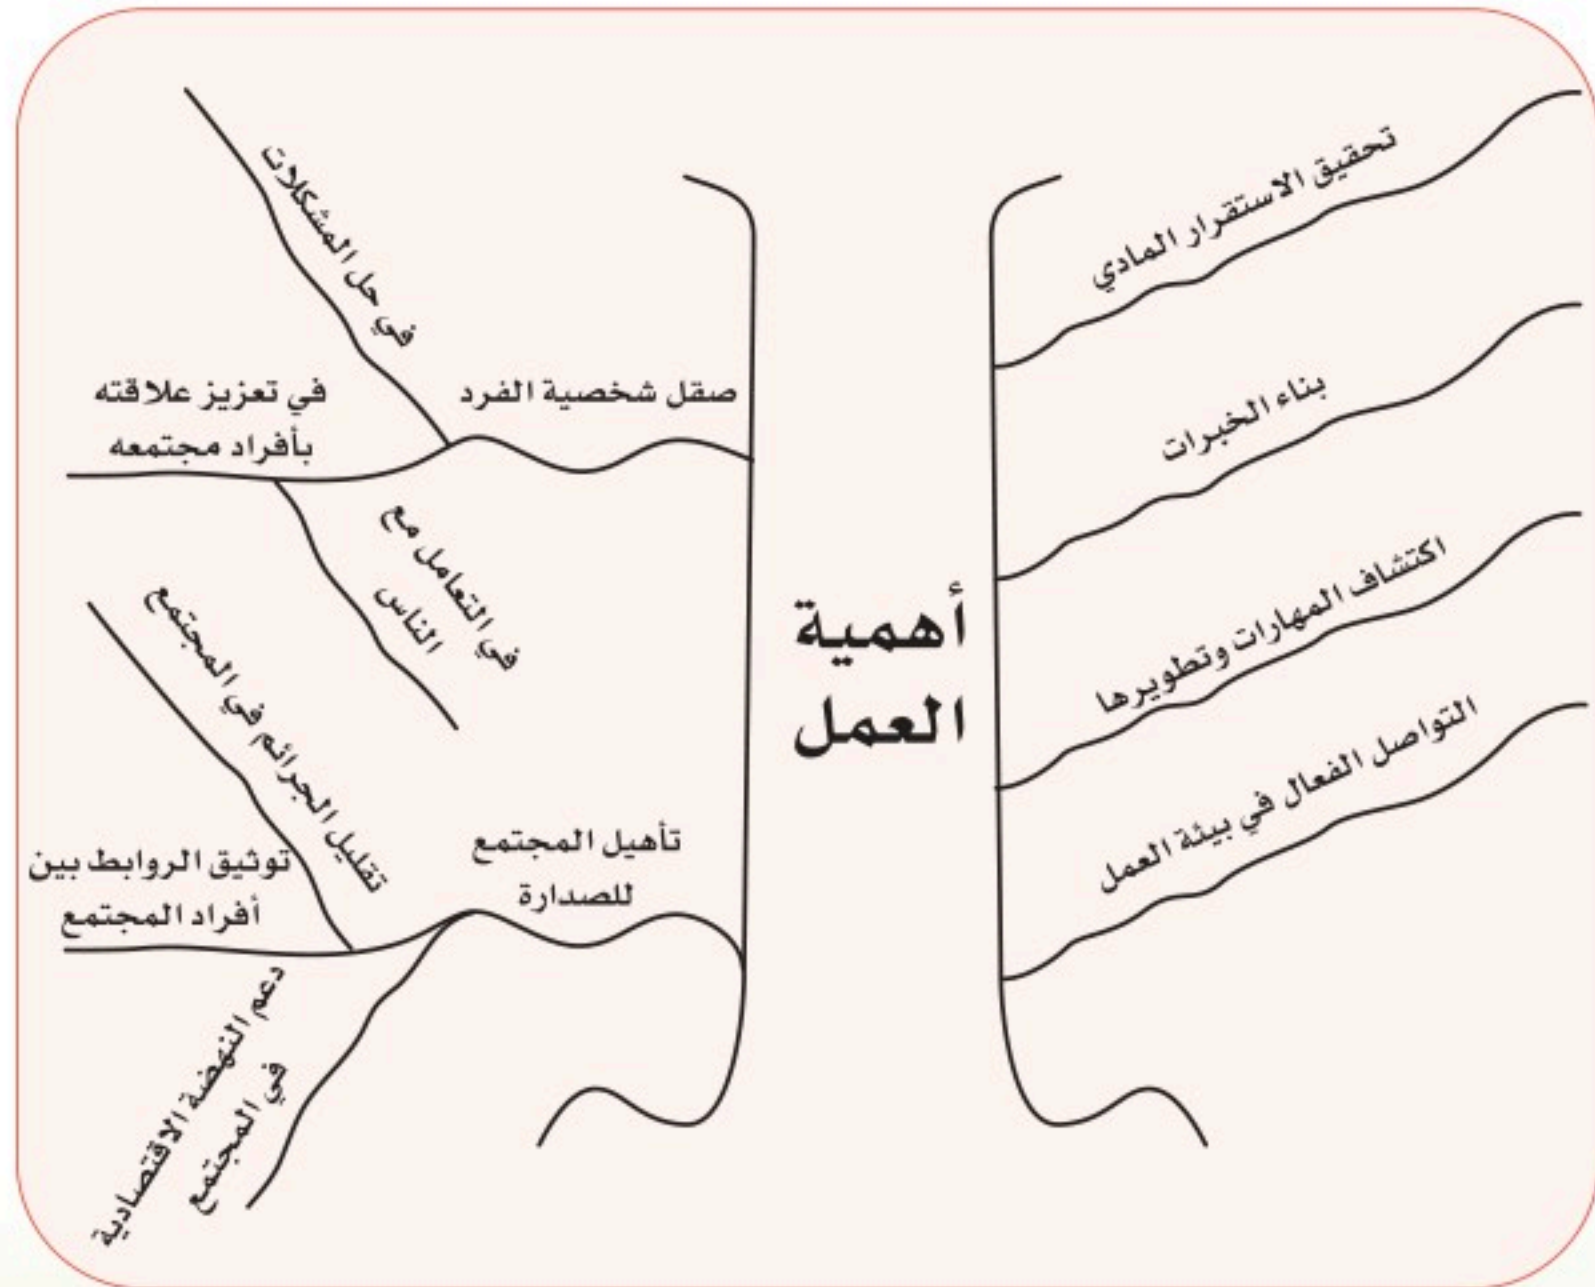 أهمية
العمل
تحقيق الاستقرار المادي
بناء الخبرات
اكتشاف المهارات وتطويرها
التواصل الفعال في بيئة العمل
صقل شخصية الفرد
في حل المشكلات
في تعزيز علاقته
بأفراد مجتمعه
في التعامل مع
الناس
تأهيل المجتمع
للصدارة
تقليل الجرائم في المجتمع
توثيق الروابط بين
أفراد المجتمع
دعم النهضة الاقتصادية
في المجتمع